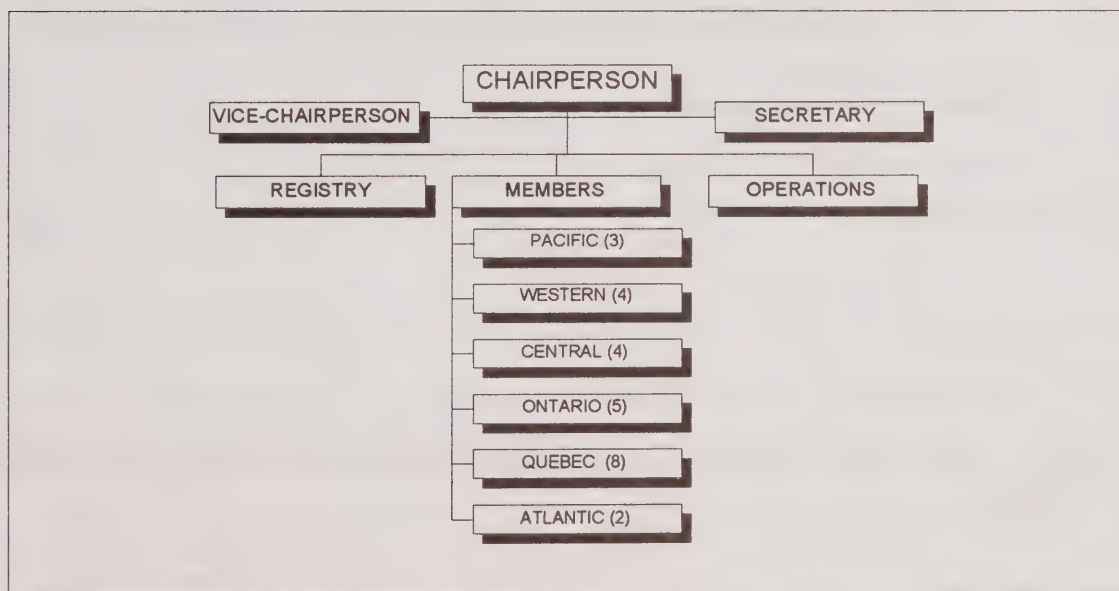 CHAIRPERSON
VICE-CHAIRPERSON
SECRETARY
REGISTRY
MEMBERS
OPERATIONS
PACIFIC (3)
WESTERN (4)
CENTRAL (4)
ONTARIO (5)
QUEBEC (8)
ATLANTIC (2)